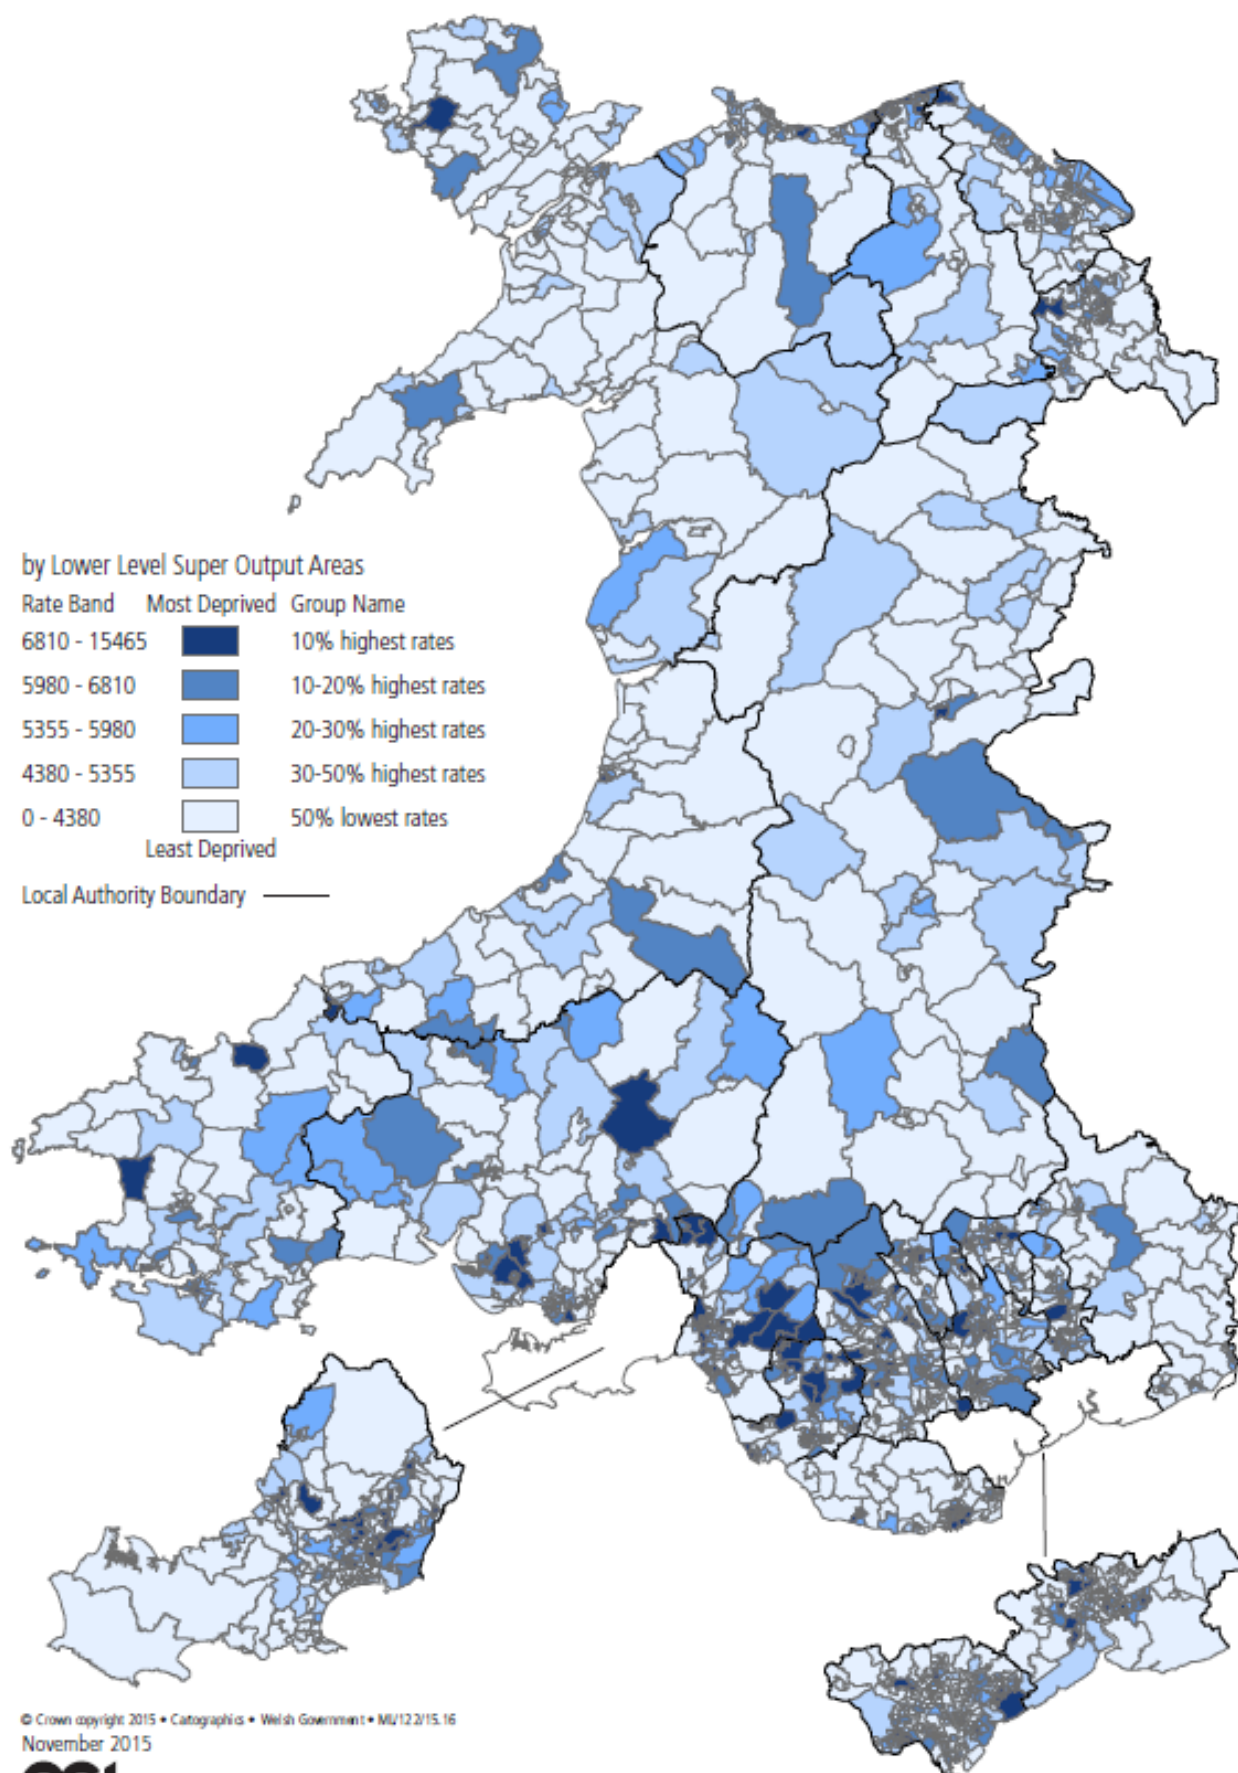 by Lower Level Super Output Areas
Rate Band Most Deprived Group Name
6810 - 15465 10% highest rates
5980 - 6810 10-20% highest rates
5355 - 5980 20-30% highest rates
4380 - 5355 30-50% highest rates
0 - 4380 50% lowest rates
Least Deprived
Local Authority Boundary
© Crown copyright 2015 • Cartographics • Welsh Government • ML/12 2/15.16
November 2015